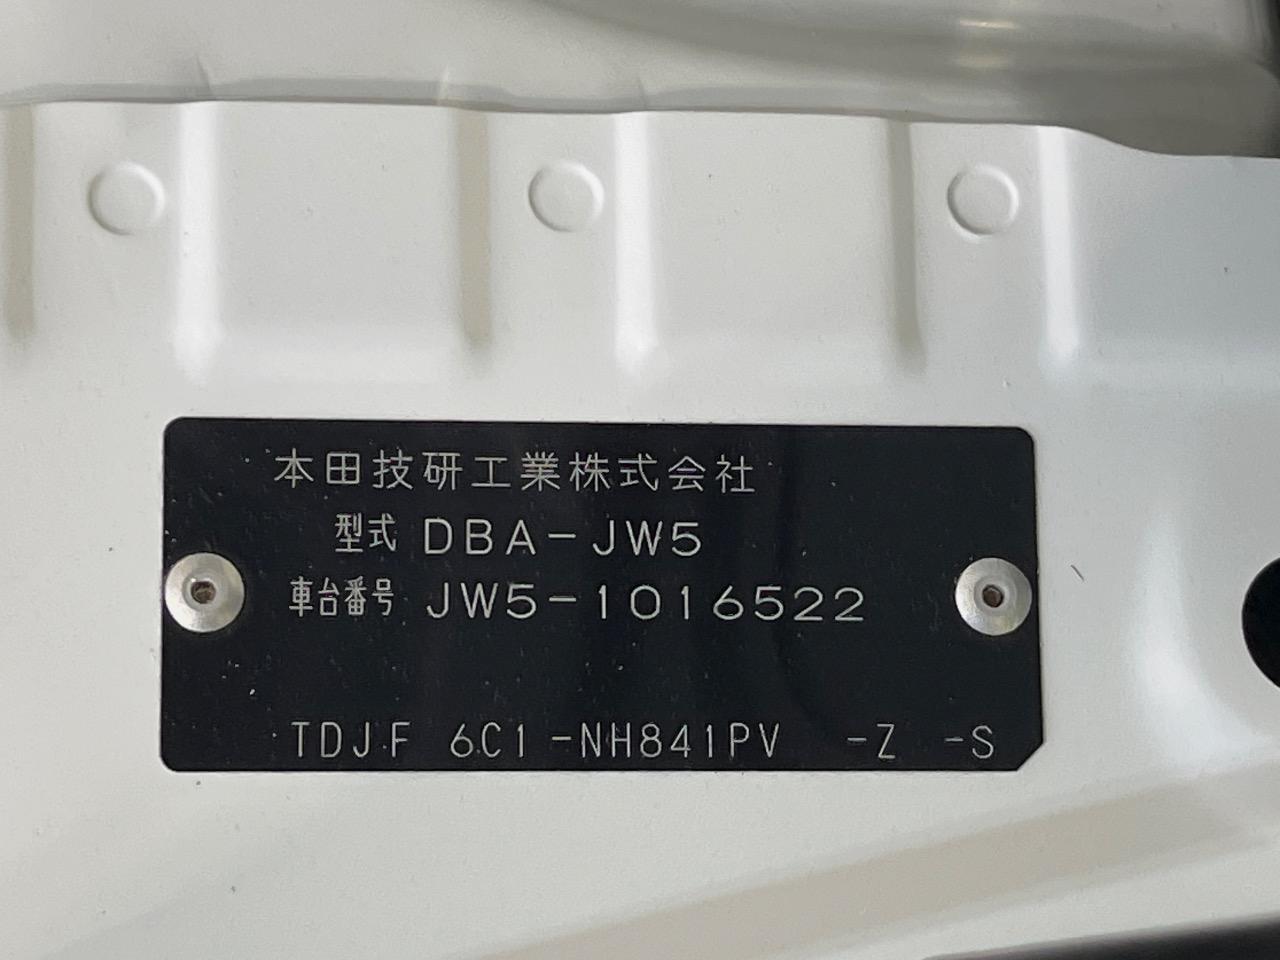 本田技研工業株式会社
型式 DBA-JW5
車台番号 JW5-1016522
TDJF 6C1-NH841PV -Z -S